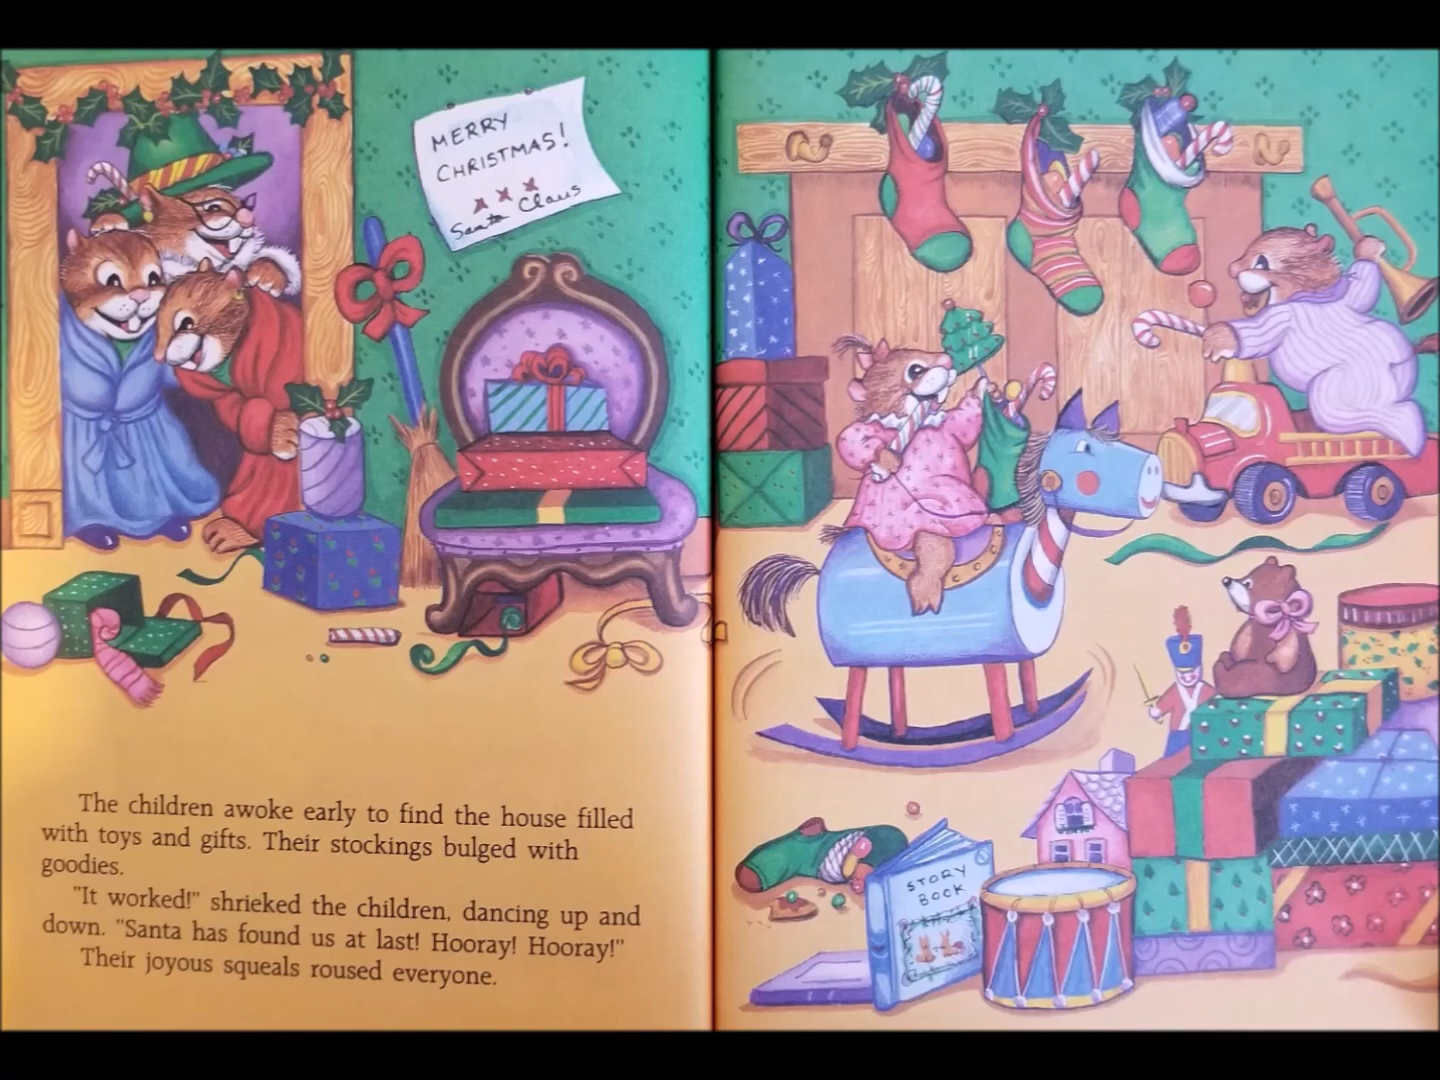 MERRY
CHRISTMAS!
x x x
Santa Claus
The children awoke early to find the house filled
with toys and gifts. Their stockings bulged with
goodies.
"It worked!" shrieked the children, dancing up and
down. "Santa has found us at last! Hooray! Hooray!"
Their joyous squeals roused everyone.
STORY
BOOK